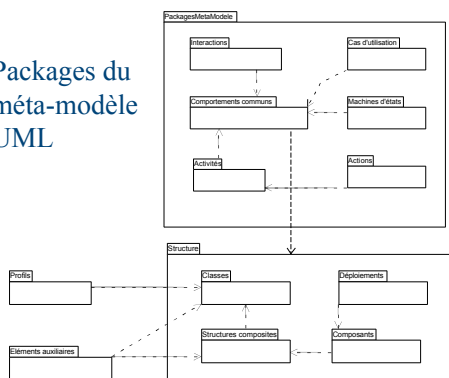 Packages du
méta-modèle
UML
PackagesMetaModele
Interactions
Cas d'utilisation
Comportements communs
Machines d'états
Activités
Actions
Structure
Profils
Classes
Déploiements
Eléments auxiliaires
Structures composites
Composants